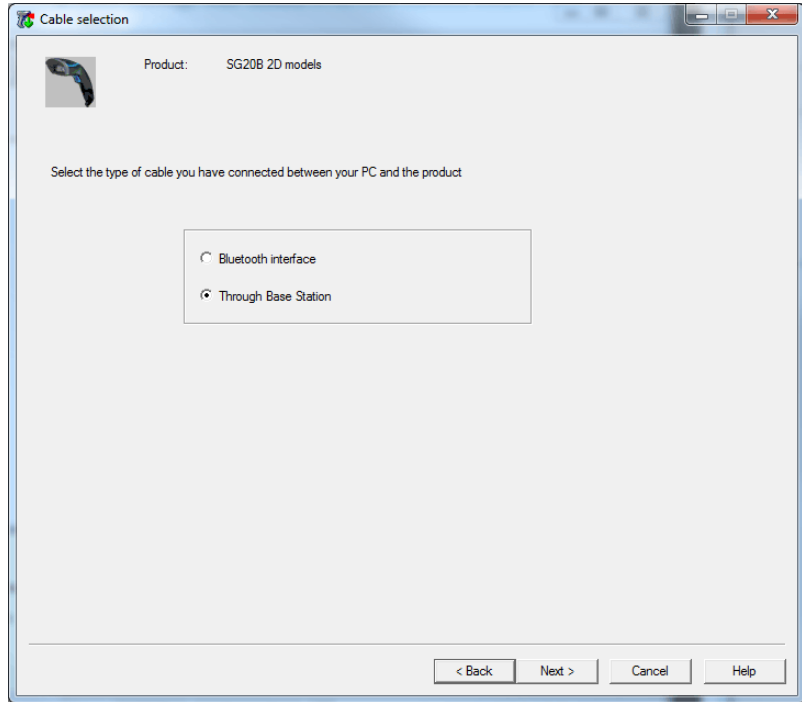 Cable selection
Product: SG20B 2D models
Select the type of cable you have connected between your PC and the product
Bluetooth interface
Through Base Station
< Back Next > Cancel Help